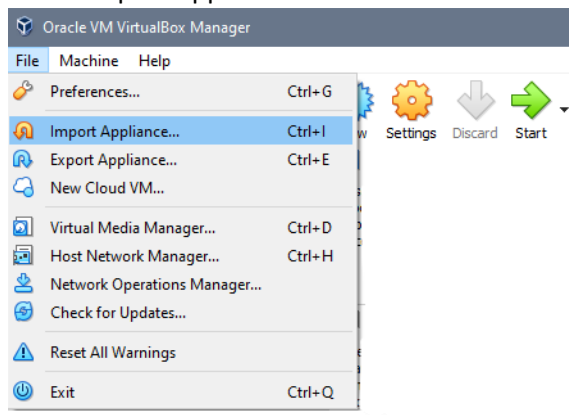 Oracle VM VirtualBox Manager
File Machine Help
Preferences... Ctrl+G
Import Appliance... Ctrl+I
Export Appliance... Ctrl+E
New Cloud VM...
Virtual Media Manager... Ctrl+D
Host Network Manager... Ctrl+H
Network Operations Manager...
Check for Updates...
Reset All Warnings
Exit Ctrl+Q
Settings Discard Start